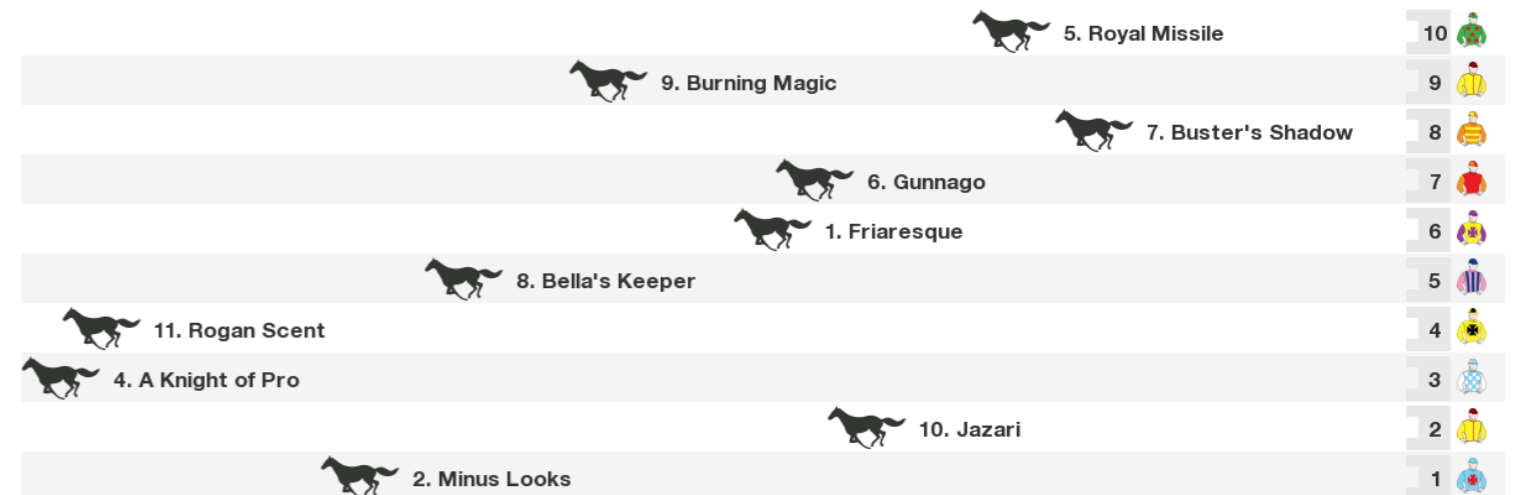 5. Royal Missile 10
9. Burning Magic 9
7. Buster's Shadow 8
6. Gunnago 7
1. Friaresque 6
8. Bella's Keeper 5
11. Rogan Scent 4
4. A Knight of Pro 3
10. Jazari 2
2. Minus Looks 1